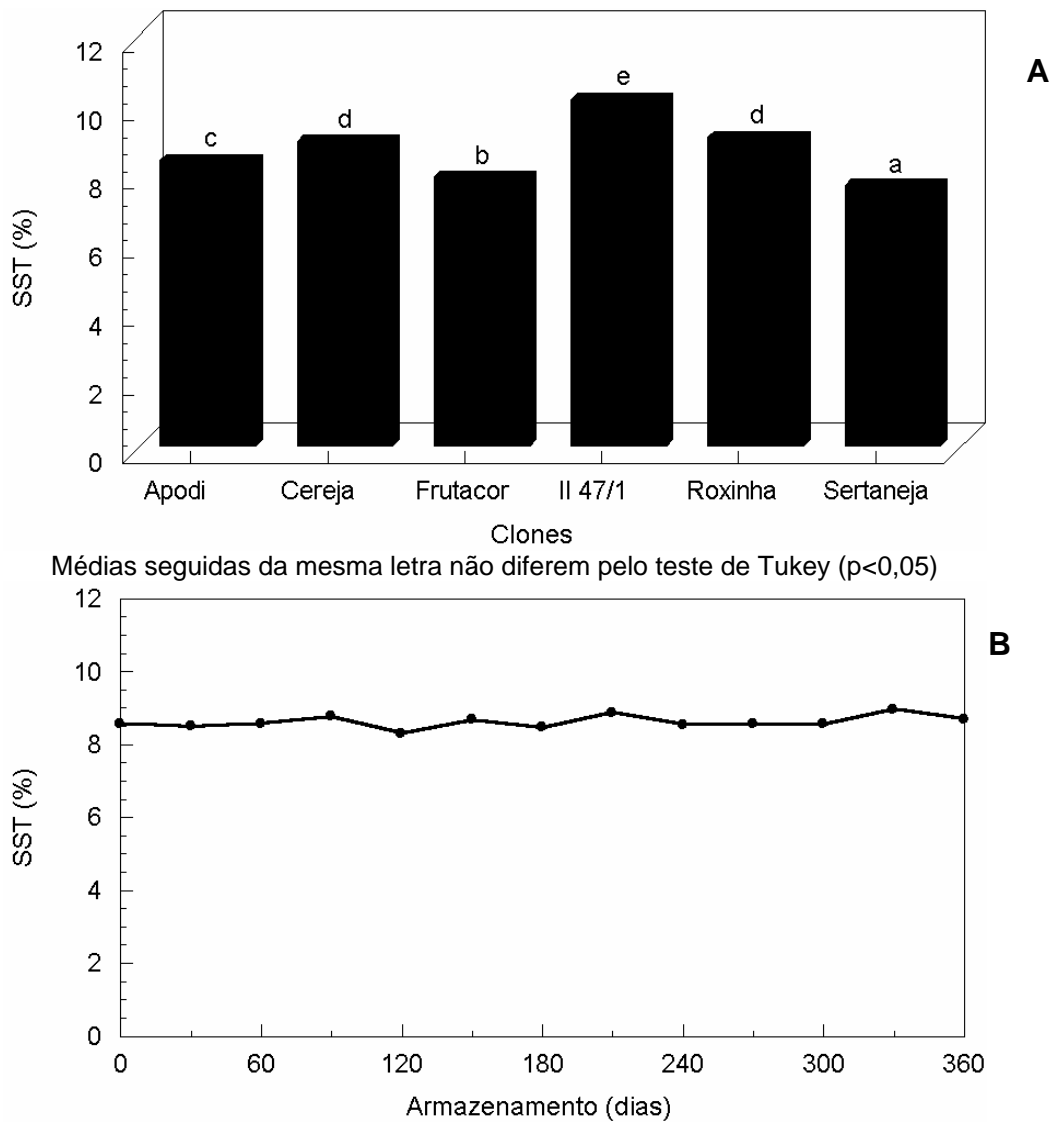 12
A
e
d
d
c
b
a
10
8
6
4
2
0
SST (%)
Apodi Cereja Frutacor II 47/1 Roxinha Sertaneja
Clones
Médias seguidas da mesma letra não diferem pelo teste de Tukey (p<0,05)
12
B
10
8
6
4
2
0
SST (%)
0 60 120 180 240 300 360
Armazenamento (dias)